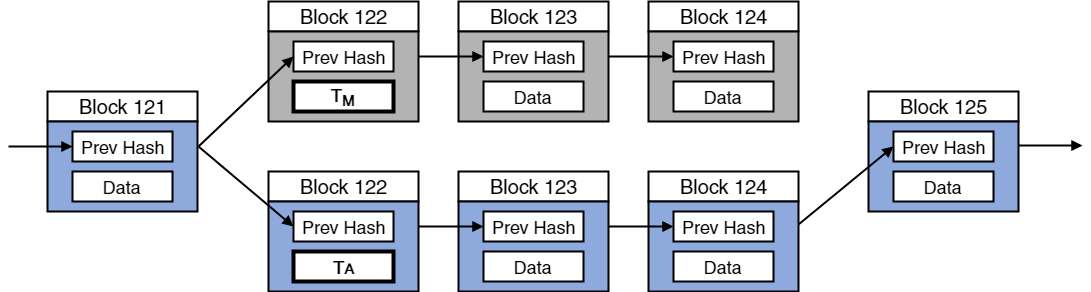 Block 122
Prev Hash
TM
Block 123
Prev Hash
Data
Block 124
Prev Hash
Data
Block 121
Prev Hash
Data
Block 122
Prev Hash
TA
Block 123
Prev Hash
Data
Block 124
Prev Hash
Data
Block 125
Prev Hash
Data